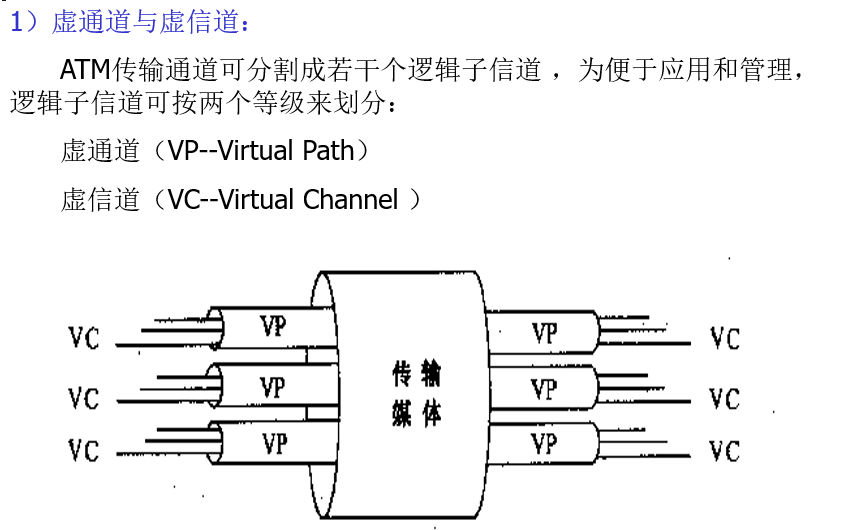 1）虚通道与虚信道：
ATM传输通道可分割成若干个逻辑子信道 ，为便于应用和管理，
逻辑子信道可按两个等级来划分：
虚通道（VP--Virtual Path）
虚信道（VC--Virtual Channel ）
VC VP VP VC
传 输
VC VP VP VC
媒 体
VC VP VP VC